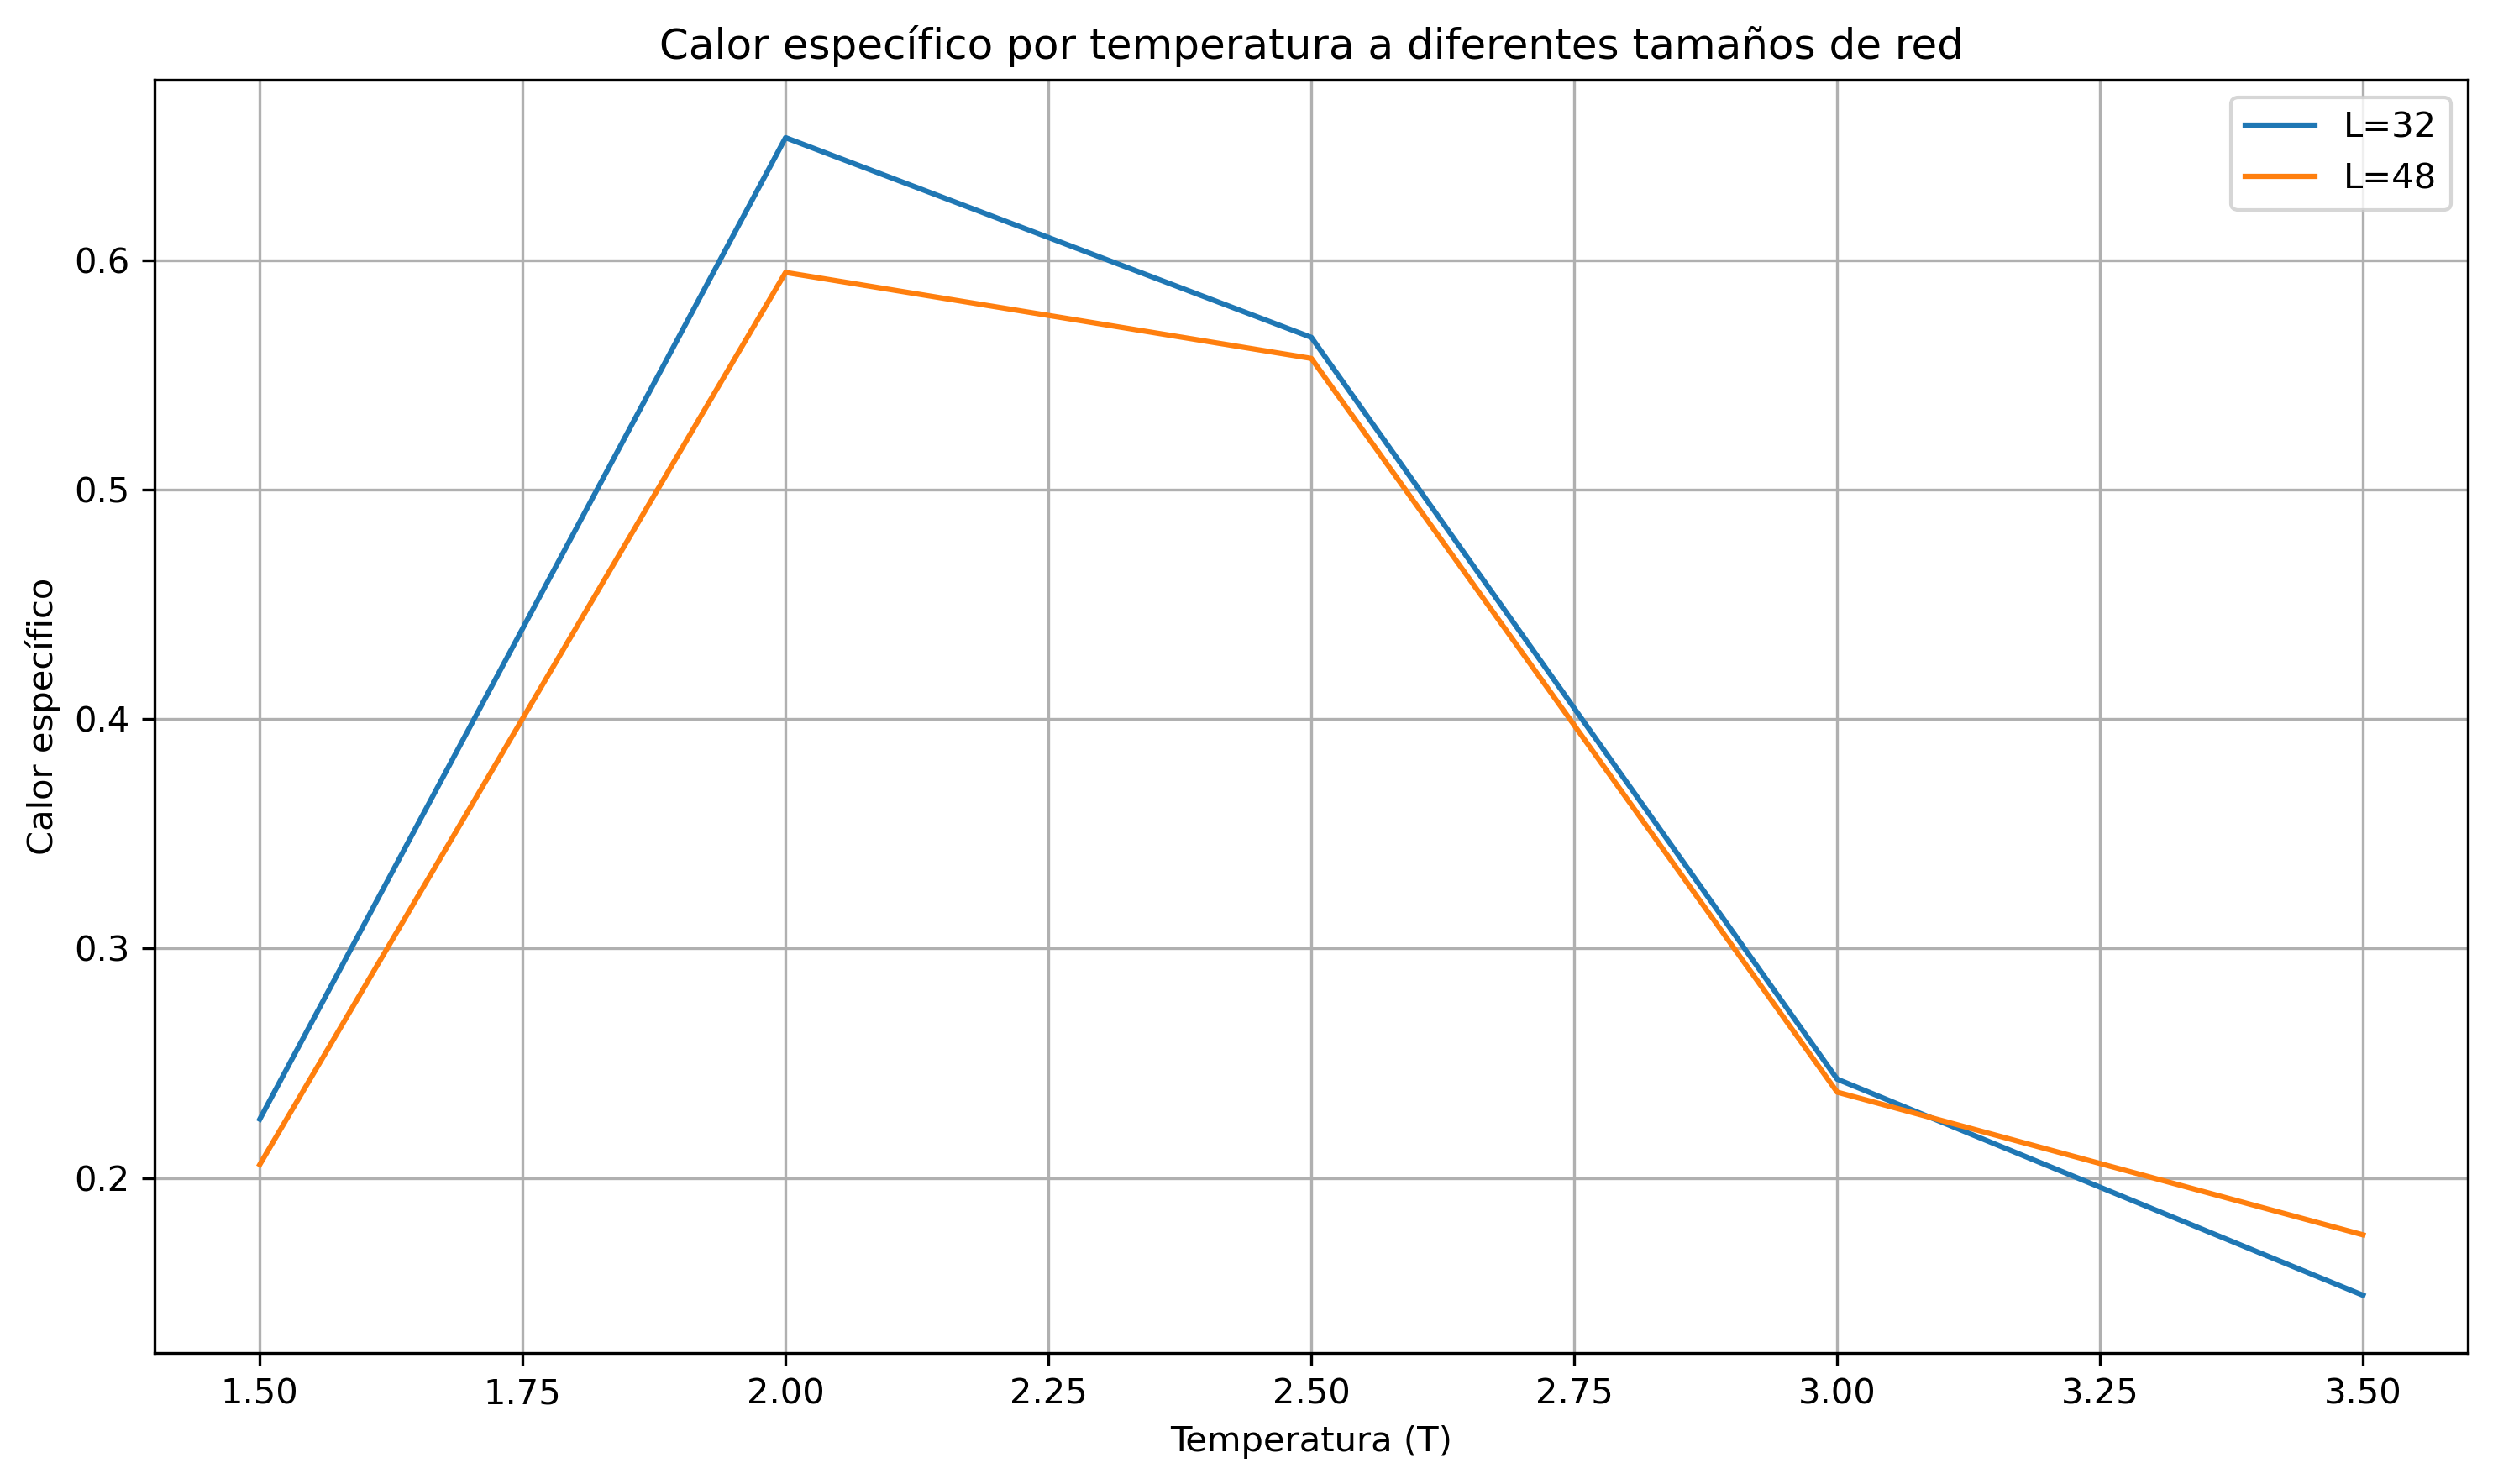 Calor específico por temperatura a diferentes tamaños de red
L=32
L=48
0.6
0.5
0.4
0.3
0.2
Calor específico
1.50 1.75 2.00 2.25 2.50 2.75 3.00 3.25 3.50
Temperatura (T)